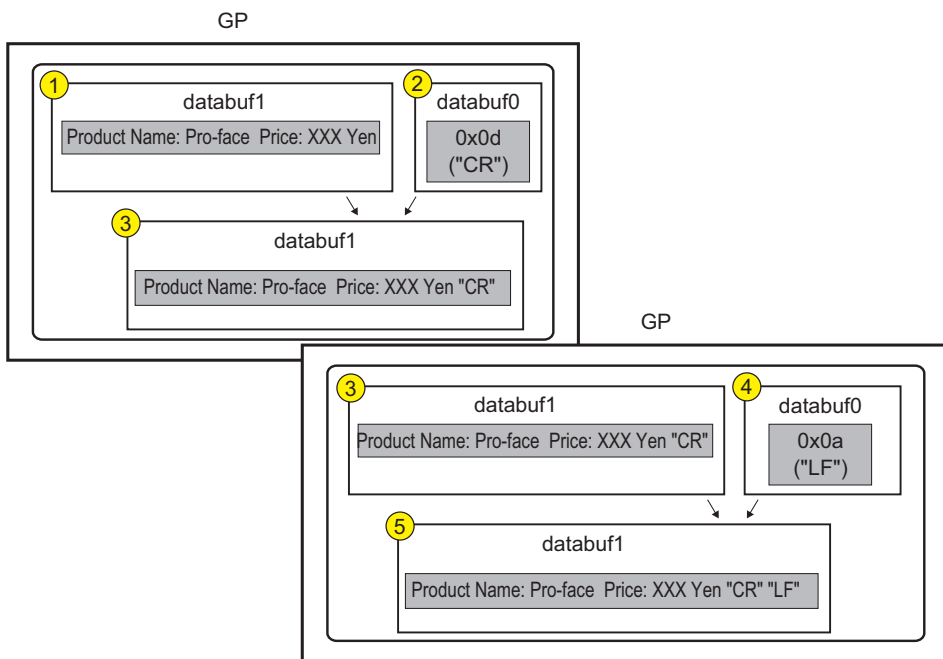 GP
1
databuf1
Product Name: Pro-face Price: XXX Yen
2
databuf0
0x0d
("CR")
3
databuf1
Product Name: Pro-face Price: XXX Yen "CR"
GP
3
databuf1
Product Name: Pro-face Price: XXX Yen "CR"
4
databuf0
0x0a
("LF")
5
databuf1
Product Name: Pro-face Price: XXX Yen "CR" "LF"